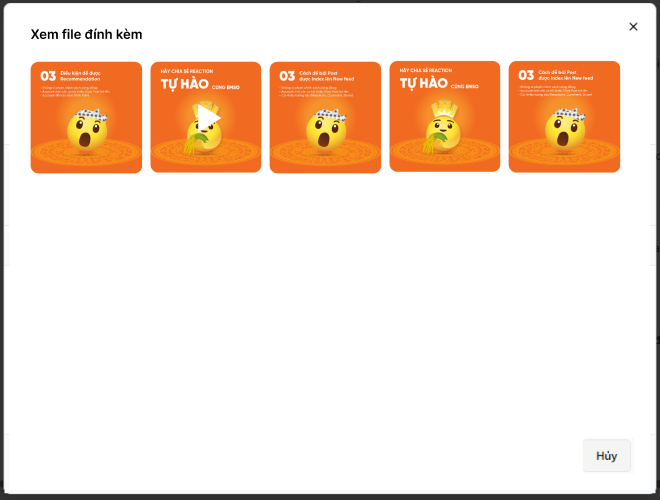 Xem file đính kèm
03 Điều kiện để được
Recommendation
HÃY CHIA SẺ REACTION
TỰ HÀO CÙNG EMSO
03 Cách để bài Post
được Index lên New feed
HÃY CHIA SẺ REACTION
TỰ HÀO CÙNG EMSO
03 Cách để bài Post
được Index lên New feed
Hủy